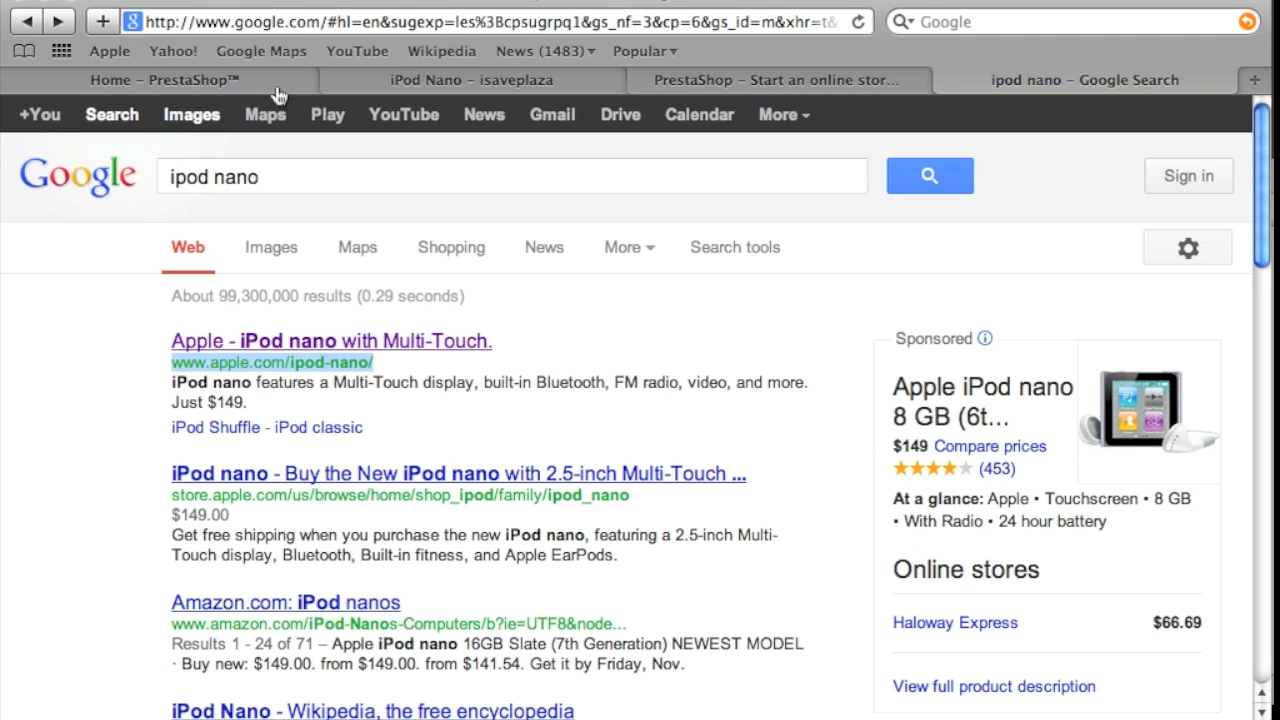 http://www.google.com/#hl=en&sugexp=les%3Bcpsugrpq1&gs_nf=3&cp=6&gs_id=m&xhr=t&
Google
Apple Yahoo! Google Maps YouTube Wikipedia News (1483)▾ Popular▾
Home – PrestaShop™ iPod Nano – isaveplaza PrestaShop – Start an online stor... ipod nano – Google Search
+You Search Images Maps Play YouTube News Gmail Drive Calendar More
Google ipod nano Sign in
Web Images Maps Shopping News More Search tools
About 99,300,000 results (0.29 seconds)
Apple - iPod nano with Multi-Touch.
www.apple.com/ipod-nano/
iPod nano features a Multi-Touch display, built-in Bluetooth, FM radio, video, and more.
Just $149.
iPod Shuffle - iPod classic
iPod nano - Buy the New iPod nano with 2.5-inch Multi-Touch ...
store.apple.com/us/browse/home/shop_ipod/family/ipod_nano
$149.00
Get free shipping when you purchase the new iPod nano, featuring a 2.5-inch Multi-
Touch display, Bluetooth, Built-in fitness, and Apple EarPods.
Amazon.com: iPod nanos
www.amazon.com/iPod-Nanos-Computers/b?ie=UTF8&node...
Results 1 - 24 of 71 – Apple iPod nano 16GB Slate (7th Generation) NEWEST MODEL
· Buy new: $149.00. from $149.00. from $141.54. Get it by Friday, Nov.
iPod Nano - Wikipedia, the free encyclopedia
Sponsored
Apple iPod nano
8 GB (6t...
$149 Compare prices
(453)
At a glance: Apple • Touchscreen • 8 GB
• With Radio • 24 hour battery
Online stores
Haloway Express $66.69
View full product description